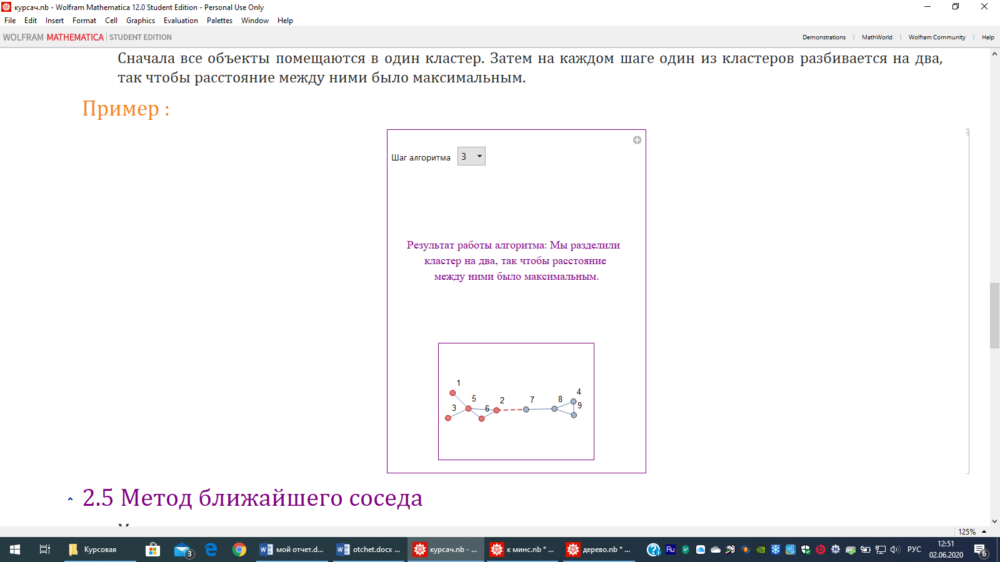 курсач.nb - Wolfram Mathematica 12.0 Student Edition - Personal Use Only
File Edit Insert Format Cell Graphics Evaluation Palettes Window Help
WOLFRAM MATHEMATICA STUDENT EDITION
Demonstrations MathWorld Wolfram Community Help
Сначала все объекты помещаются в один кластер. Затем на каждом шаге один из кластеров разбивается на два,
так чтобы расстояние между ними было максимальным.
Пример :
Шаг алгоритма 3
Результат работы алгоритма: Мы разделили
кластер на два, так чтобы расстояние
между ними было максимальным.
1
5
3
6
2
7
8
4
9
2.5 Метод ближайшего соседа
125%
Курсовая
3
мой отчет.d...
otchet.docx ...
курсач.nb - ...
к минс.nb * ...
дерево.nb * ...
Ru
РУС
12:51
02.06.2020
6